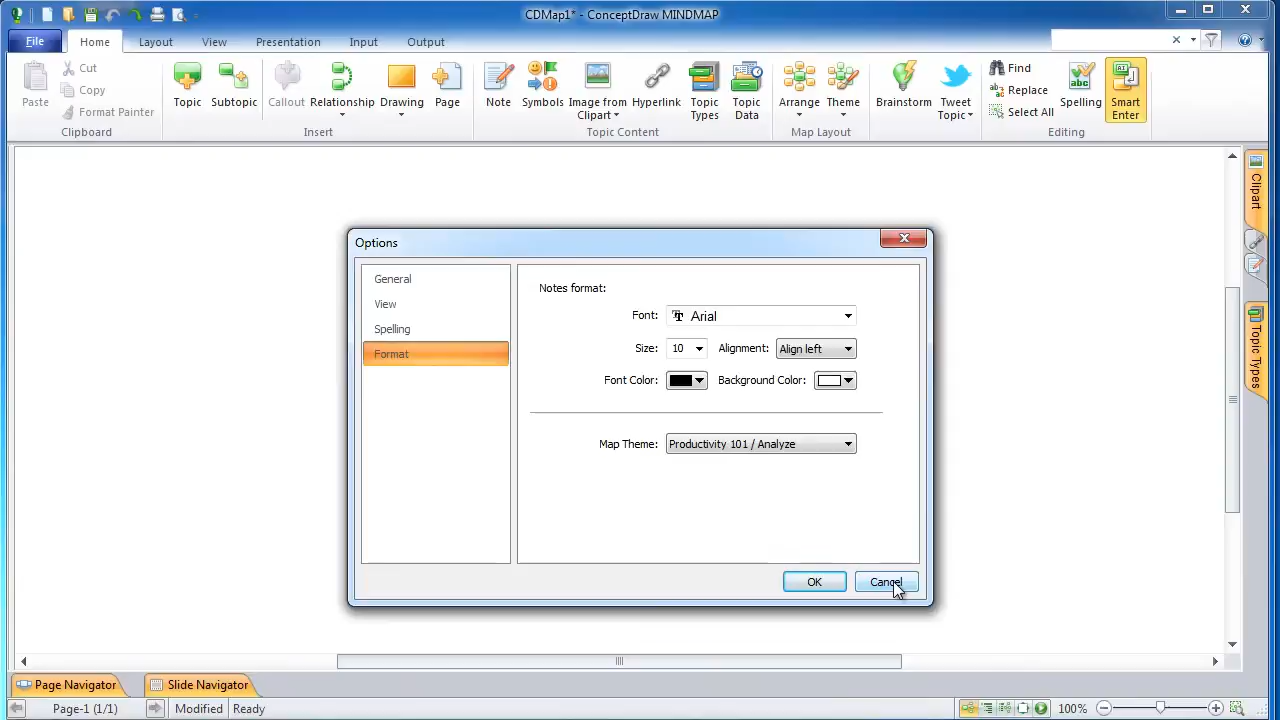 CDMap1* - ConceptDraw MINDMAP
File Home Layout View Presentation Input Output
Paste
Cut
Copy
Format Painter
Clipboard
Topic Subtopic Callout Relationship Drawing Page
Insert
Note Symbols Image from Clipart Hyperlink Topic Types Topic Data
Topic Content
Arrange Theme
Map Layout
Brainstorm Tweet Topic
Find
Replace
Select All
abc
Spelling
Smart Enter
Editing
Clipart
Topic Types
Options
General
View
Spelling
Format
Notes format:
Font: Arial
Size: 10 Alignment: Align left
Font Color: Background Color:
Map Theme: Productivity 101 / Analyze
OK Cancel
Page Navigator Slide Navigator
Page-1 (1/1) Modified Ready 100%